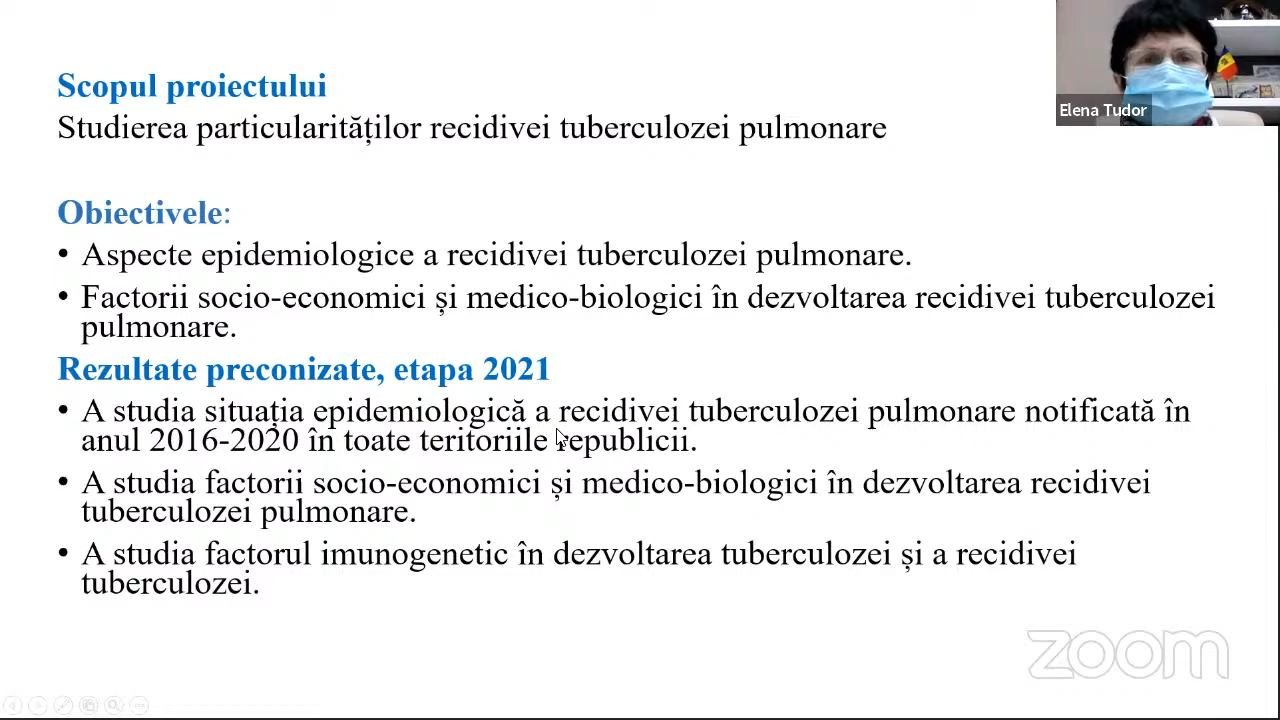 Scopul proiectului
Studierea particularităților recidivei tuberculozei pulmonare
Elena Tudor
Obiectivele:
• Aspecte epidemiologice a recidivei tuberculozei pulmonare.
• Factorii socio-economici și medico-biologici în dezvoltarea recidivei tuberculozei
pulmonare.
Rezultate preconizate, etapa 2021
• A studia situația epidemiologică a recidivei tuberculozei pulmonare notificată în
anul 2016-2020 în toate teritoriile republicii.
• A studia factorii socio-economici și medico-biologici în dezvoltarea recidivei
tuberculozei pulmonare.
• A studia factorul imunogenetic în dezvoltarea tuberculozei și a recidivei
tuberculozei.
zoom